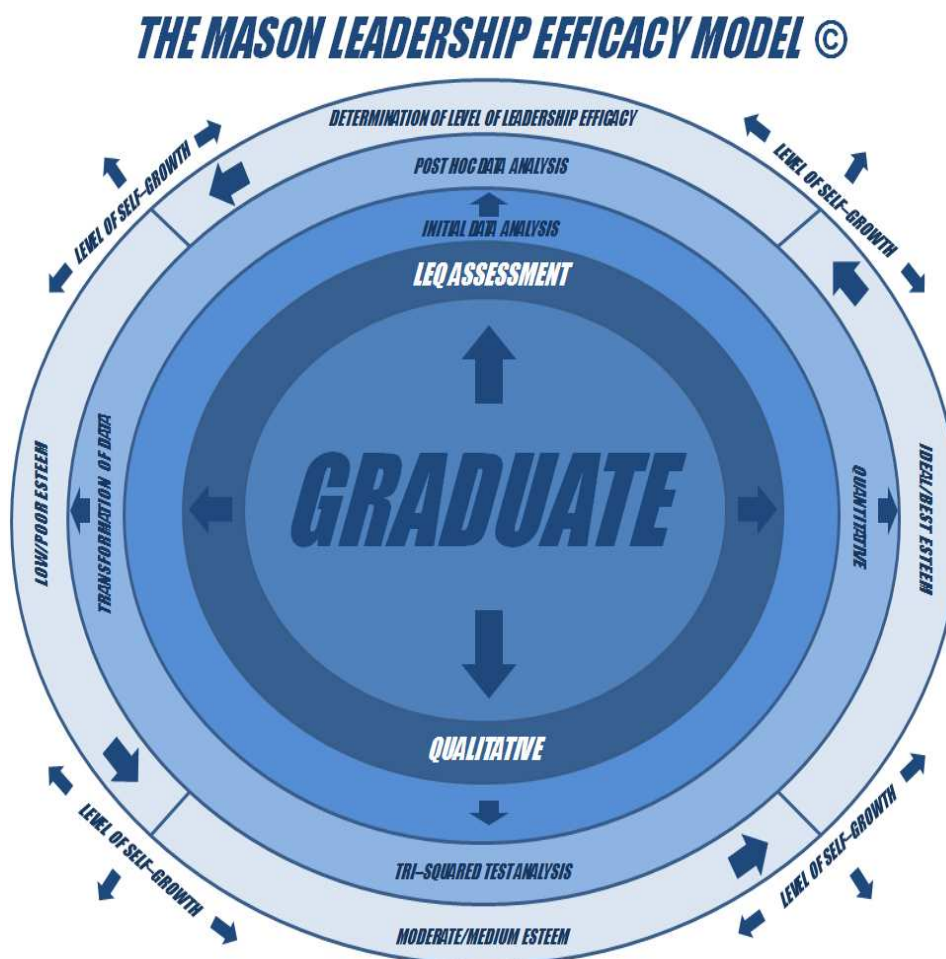 THE MASON LEADERSHIP EFFICACY MODEL ©
DETERMINATION OF LEVEL OF LEADERSHIP EFFICACY
LEVEL OF SELF–GROWTH
LEVEL OF SELF–GROWTH
POST HOC DATA ANALYSIS
INITIAL DATA ANALYSIS
LEQ ASSESSMENT
LOW/POOR ESTEEM
TRANSFORMATION OF DATA
GRADUATE
QUANTITATIVE
IDEAL/BEST ESTEEM
QUALITATIVE
LEVEL OF SELF–GROWTH
LEVEL OF SELF–GROWTH
TRI–SQUARED TEST ANALYSIS
MODERATE/MEDIUM ESTEEM